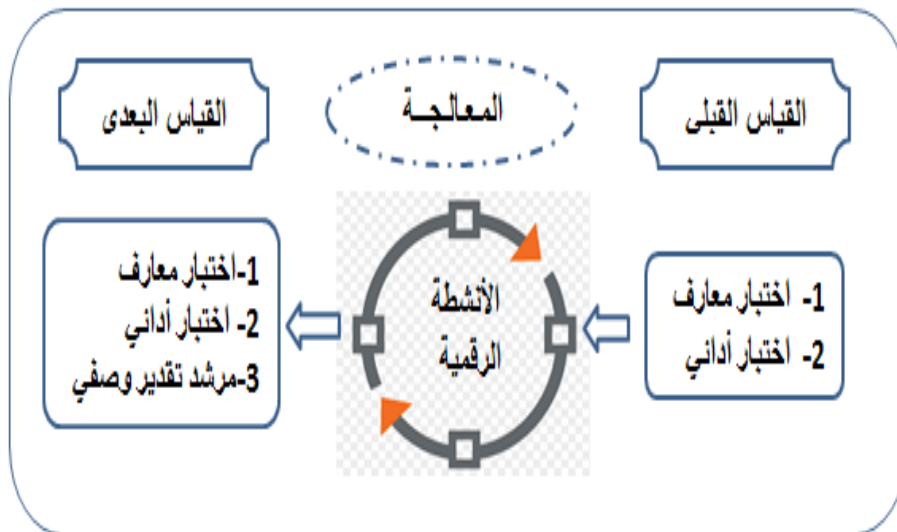 القياس القبلى
المعالجــة
القياس البعدى
1- اختبار معارف
2- اختبار أدائي
الأنشطة
الرقمية
1-اختبار معارف
2- اختبار أدائي
3-مرشد تقدير وصفي